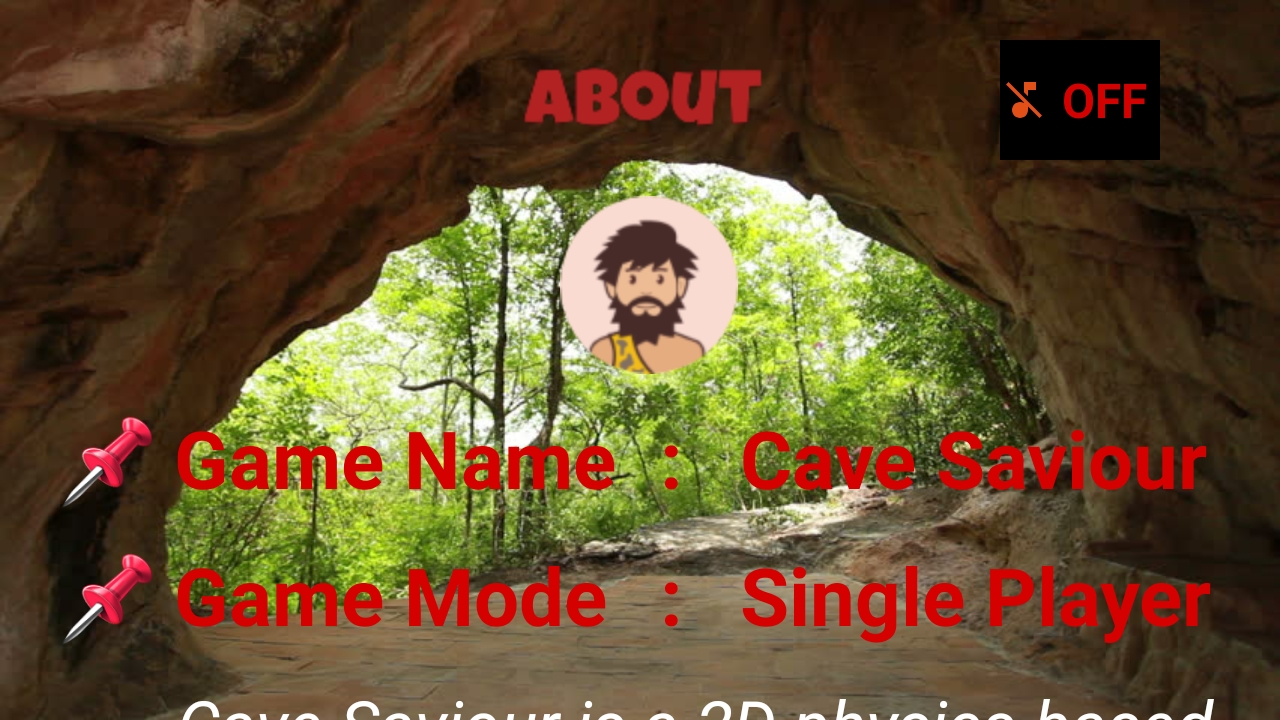 ABOUT
OFF
Game Name : Cave Saviour
Game Mode : Single Player
Cave Saviour is a 2D physics based